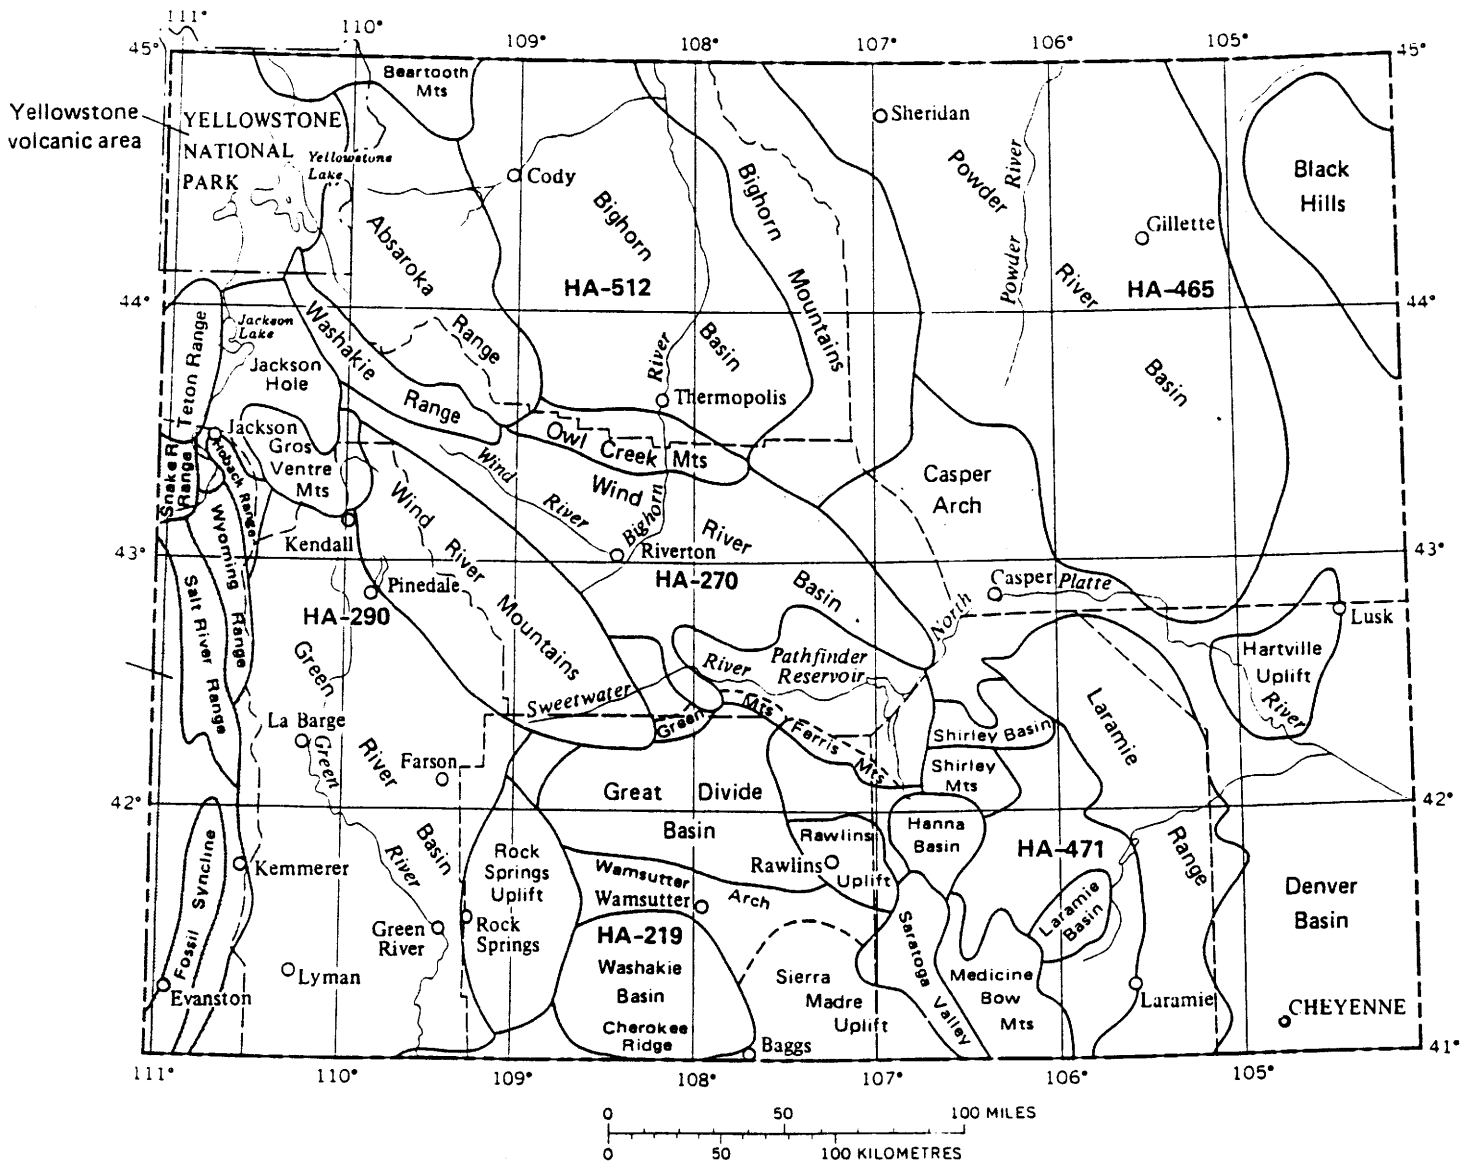 111°
110°
109°
108°
107°
106°
105°
45°
45°
Beartooth
Mts
Yellowstone
volcanic area
YELLOWSTONE
NATIONAL
PARK
Yellowstone
Lake
Sheridan
Cody
Powder River Basin
Powder River
Black
Hills
Gillette
Bighorn Basin
Bighorn Mountains
Absaroka Range
HA-512
HA-465
44°
44°
Teton Range
Jackson
Lake
Jackson
Hole
Washakie Range
Bighorn River
Thermopolis
Jackson
Gros
Ventre
Mts
Hoback Range
Snake R.
Range
Owl Creek Mts
Wind River
Wind River Basin
Casper
Arch
Wind River Mountains
Wyoming Range
Salt River Range
Kendall
43°
43°
Pinedale
Riverton
HA-270
HA-290
Casper
North Platte River
Lusk
Hartville
Uplift
Pathfinder
Reservoir
Sweetwater River
Green Mts
Ferris Mts
Shirley Basin
Shirley
Mts
Laramie Range
Green River Basin
La Barge
Green River
Farson
42°
42°
Great Divide
Basin
Hanna
Basin
Rawlins
Uplift
Rawlins
HA-471
Rock
Springs
Uplift
Wamsutter Arch
Wamsutter
Kemmerer
Fossil Syncline
Green
River
Rock
Springs
HA-219
Washakie
Basin
Cherokee
Ridge
Sierra
Madre
Uplift
Saratoga Valley
Laramie
Basin
Medicine
Bow
Mts
Denver
Basin
Lyman
Evanston
Baggs
Laramie
CHEYENNE
41°
41°
111°
110°
109°
108°
107°
106°
105°
0 50 100 MILES
0 50 100 KILOMETRES